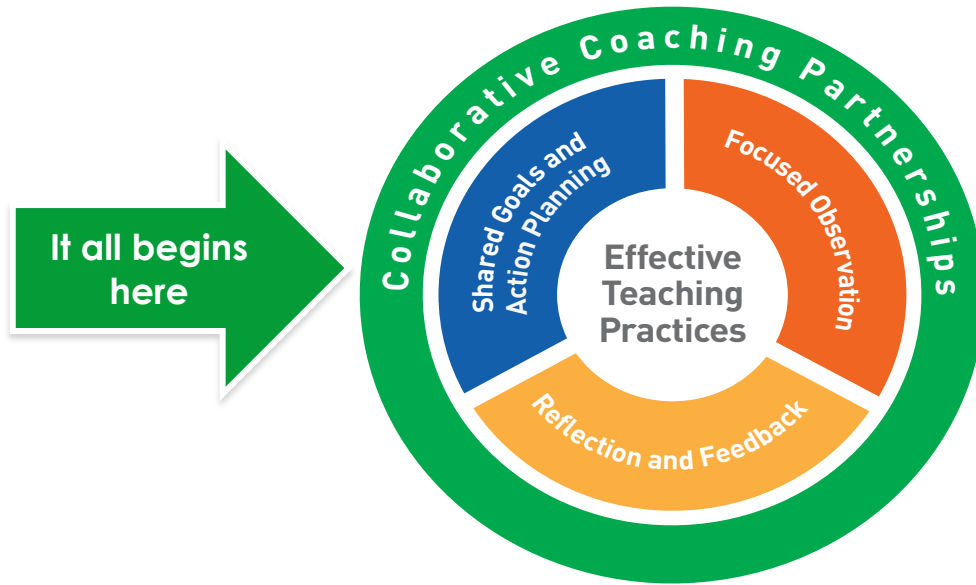 It all begins
here
Collaborative Coaching Partnerships
Shared Goals and
Action Planning
Focused Observation
Effective
Teaching
Practices
Reflection and Feedback